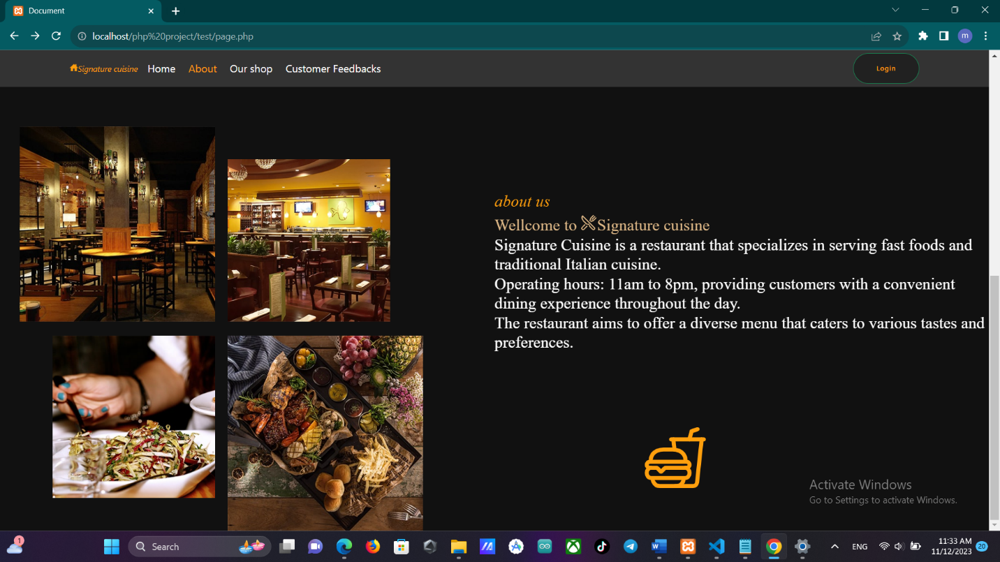 Document
localhost/php%20project/test/page.php
m
Signature cuisine Home About Our shop Customer Feedbacks Login
about us
Wellcome to Signature cuisine
Signature Cuisine is a restaurant that specializes in serving fast foods and
traditional Italian cuisine.
Operating hours: 11am to 8pm, providing customers with a convenient
dining experience throughout the day.
The restaurant aims to offer a diverse menu that caters to various tastes and
preferences.
Activate Windows
Go to Settings to activate Windows.
1
Search
ENG
11:33 AM
11/12/2023
20